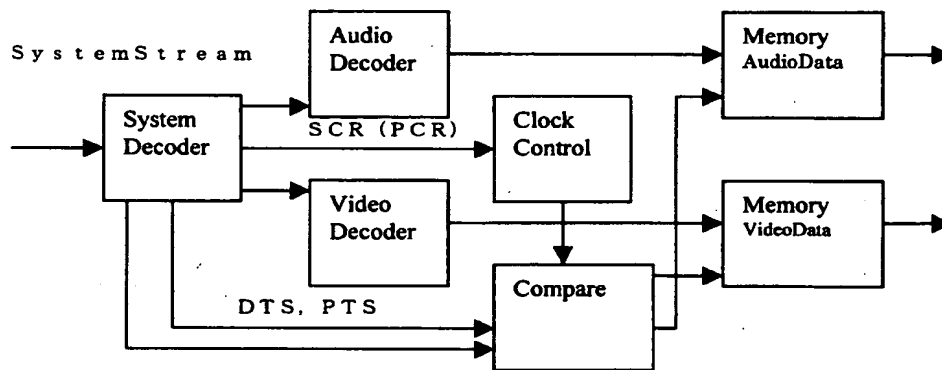 SystemStream
Audio
Decoder
Memory
AudioData
System
Decoder
SCR (PCR)
Clock
Control
Video
Decoder
Memory
VideoData
DTS, PTS
Compare